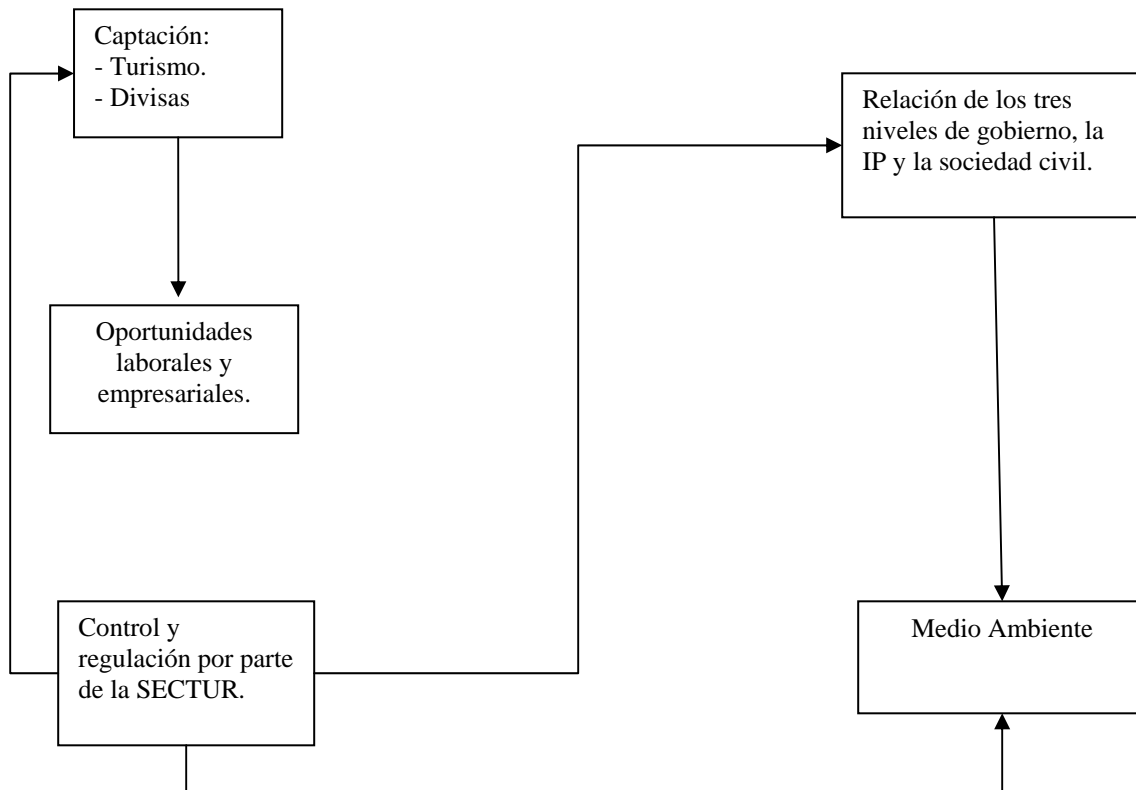 Captación:
- Turismo.
- Divisas
Relación de los tres
niveles de gobierno, la
IP y la sociedad civil.
Oportunidades
laborales y
empresariales.
Control y
regulación por parte
de la SECTUR.
Medio Ambiente